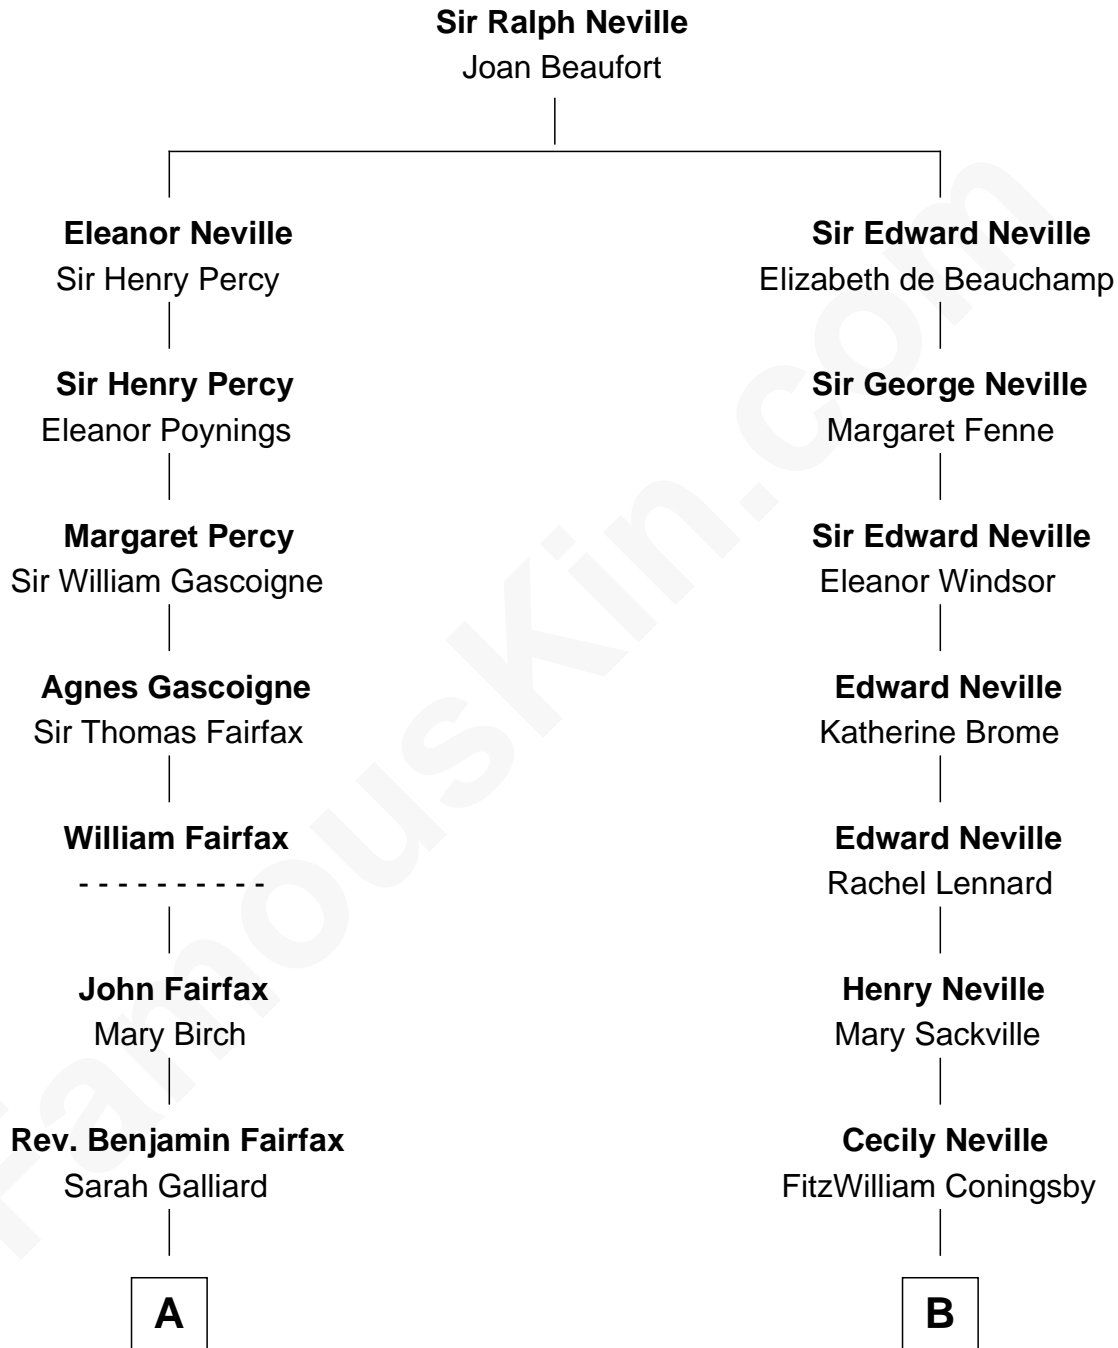 Sir Ralph Neville
Joan Beaufort
Eleanor Neville
Sir Henry Percy
Sir Edward Neville
Elizabeth de Beauchamp
Sir Henry Percy
Eleanor Poynings
Sir George Neville
Margaret Fenne
Margaret Percy
Sir William Gascoigne
Sir Edward Neville
Eleanor Windsor
Agnes Gascoigne
Sir Thomas Fairfax
Edward Neville
Katherine Brome
William Fairfax
- - - - - - - - - -
Edward Neville
Rachel Lennard
John Fairfax
Mary Birch
Henry Neville
Mary Sackville
Rev. Benjamin Fairfax
Sarah Galliard
Cecily Neville
FitzWilliam Coningsby
A
B
FamousKin.com